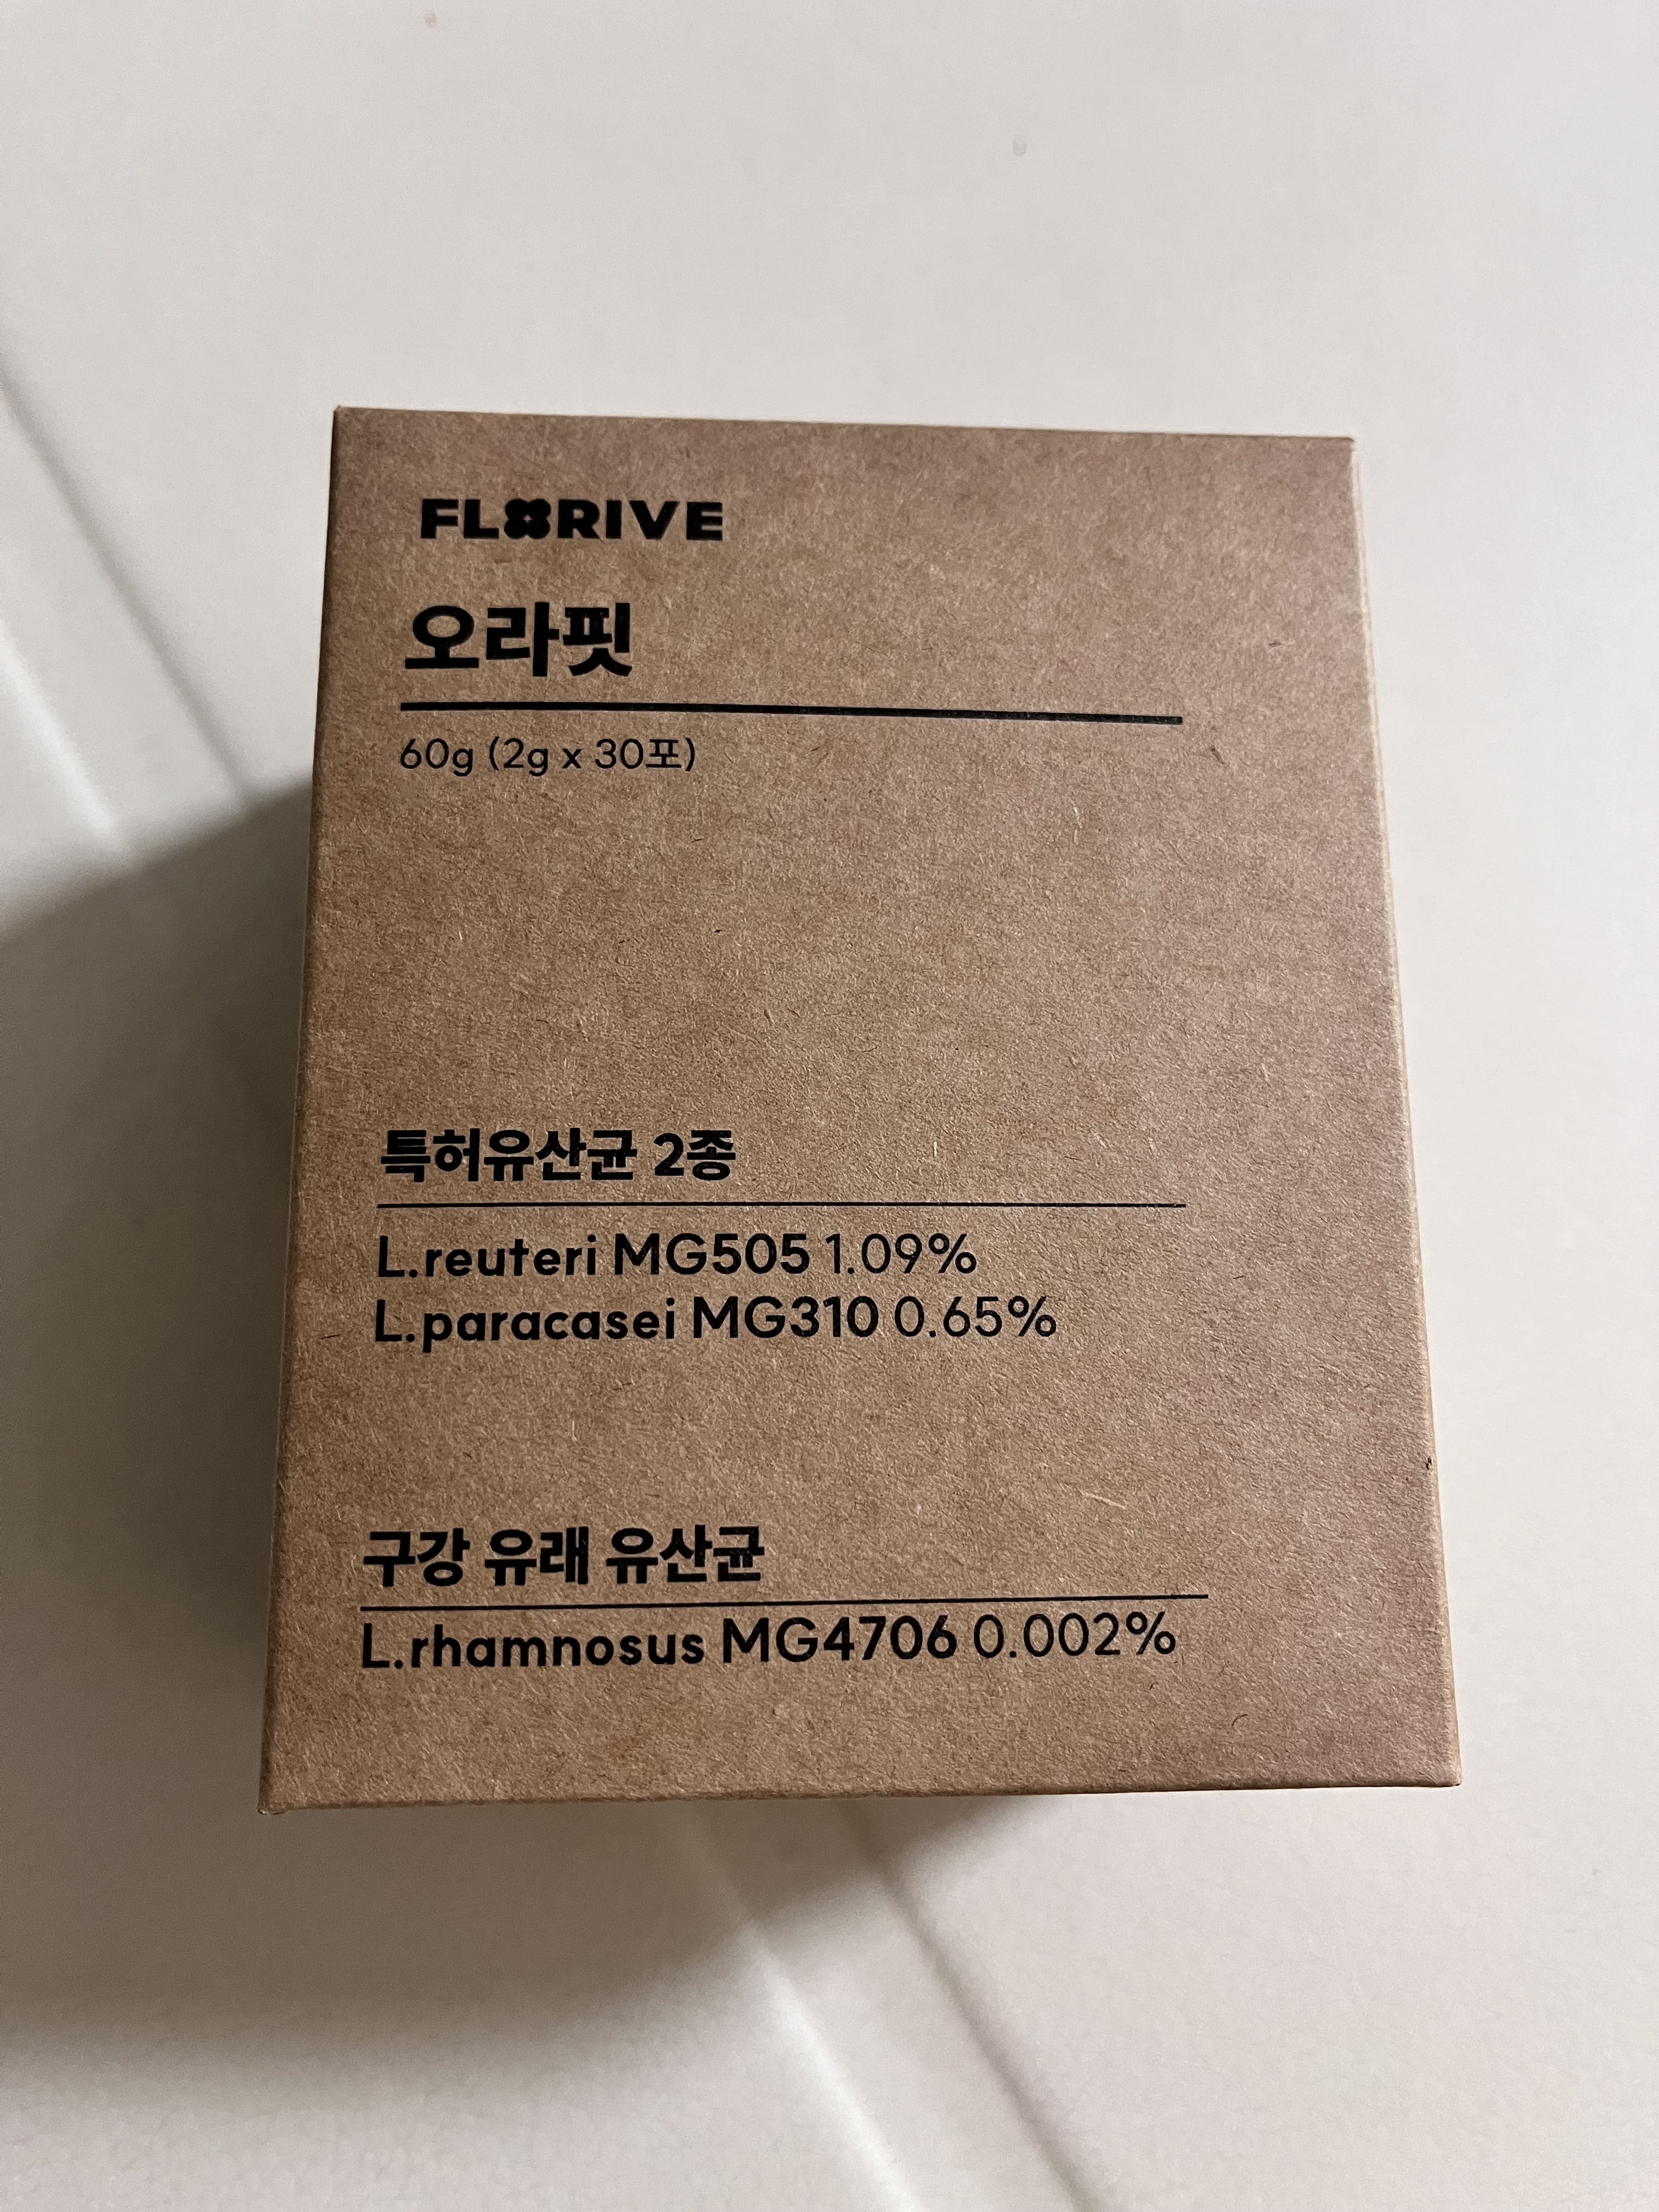 FLORIVE
오라핏
60g (2g x 30포)
특허유산균 2종
L.reuteri MG505 1.09%
L.paracasei MG310 0.65%
구강 유래 유산균
L.rhamnosus MG4706 0.002%